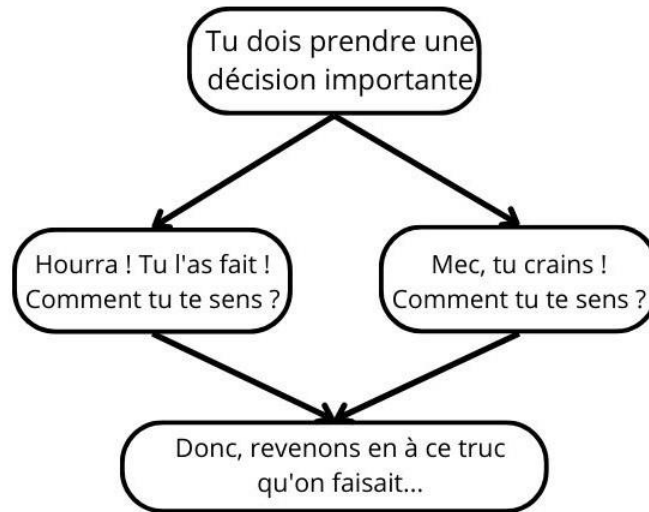 Tu dois prendre une
décision importante
Hourra ! Tu l'as fait !
Comment tu te sens ?
Mec, tu crains !
Comment tu te sens ?
Donc, revenons en à ce truc
qu'on faisait...